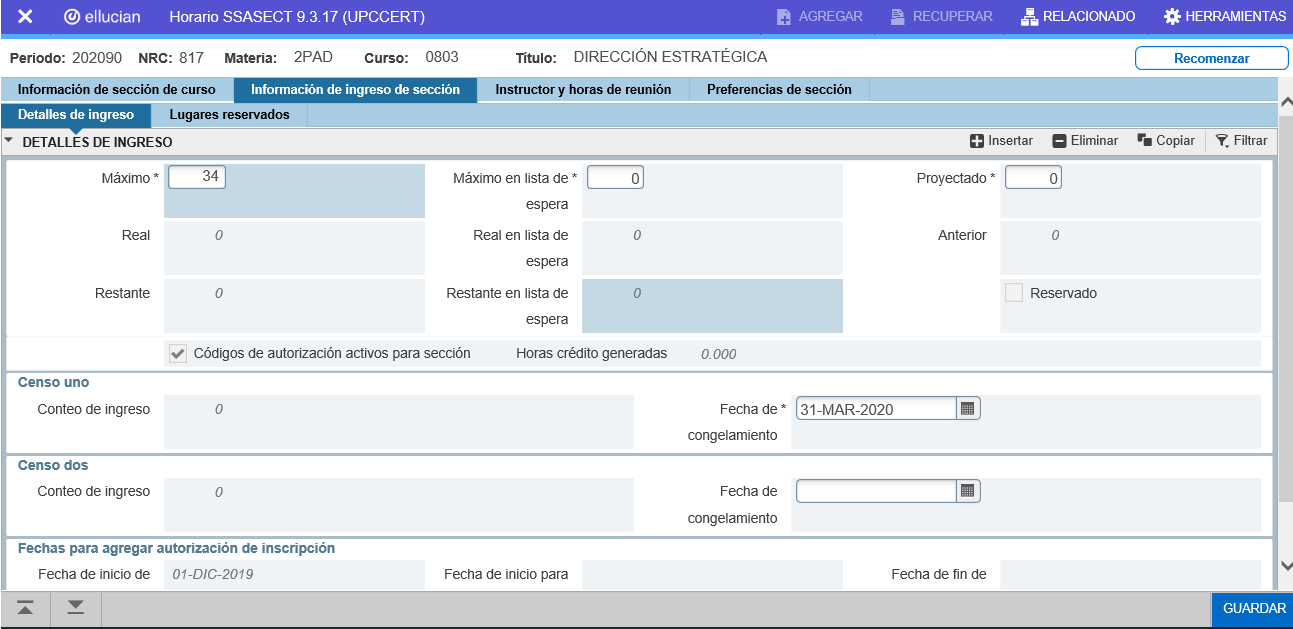 ellucian Horario SSASECT 9.3.17 (UPCCERT) AGREGAR RECUPERAR RELACIONADO HERRAMIENTAS
Periodo: 202090 NRC: 817 Materia: 2PAD Curso: 0803 Título: DIRECCIÓN ESTRATÉGICA Recomenzar
Información de sección de curso Información de ingreso de sección Instructor y horas de reunión Preferencias de sección
Detalles de ingreso Lugares reservados
DETALLES DE INGRESO Insertar Eliminar Copiar Filtrar
Máximo * 34 Máximo en lista de * 0 Proyectado * 0
espera
Real 0 Real en lista de 0 Anterior 0
espera
Restante 0 Restante en lista de 0 Reservado
espera
Códigos de autorización activos para sección Horas crédito generadas 0.000
Censo uno
Conteo de ingreso 0 Fecha de * 31-MAR-2020
congelamiento
Censo dos
Conteo de ingreso 0 Fecha de
congelamiento
Fechas para agregar autorización de inscripción
Fecha de inicio de 01-DIC-2019 Fecha de inicio para Fecha de fin de
GUARDAR